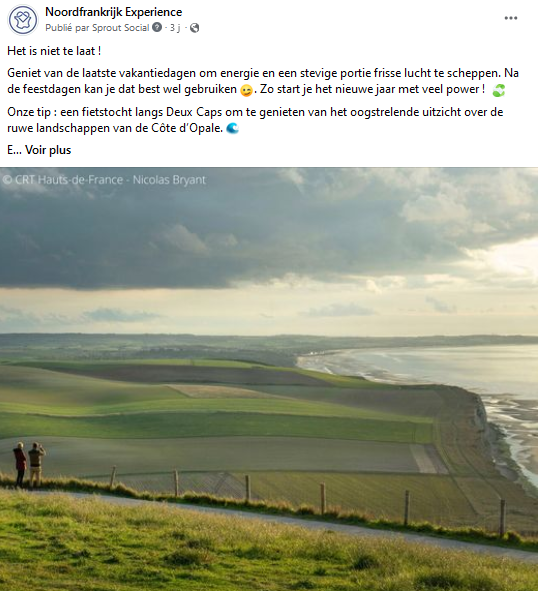 Noordfrankrijk Experience
Publié par Sprout Social · 3 j ·
Het is niet te laat !
Geniet van de laatste vakantiedagen om energie en een stevige portie frisse lucht te scheppen. Na
de feestdagen kan je dat best wel gebruiken 😉. Zo start je het nieuwe jaar met veel power ! ♻️
Onze tip : een fietstocht langs Deux Caps om te genieten van het oogstrelende uitzicht over de
ruwe landschappen van de Côte d'Opale. 🌊
E... Voir plus
© CRT Hauts-de-France - Nicolas Bryant